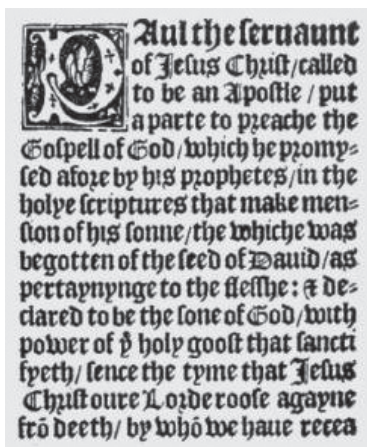 PAul the seruaunt
of Jesus Christ/called
to be an Apostle / put
a parte to preache the
Gospell of God/which he promy⸗
sed afore by his prophetes/in the
holye scriptures that make men⸗
sion of his sonne/the whiche was
begotten of the seed of Dauid/as
pertaynynge to the flesshe: & de⸗
clared to be the sone of God/with
power of yͤ holy goost that sancti
fyeth/ sence the tyme that Jesus
Christ oure Lorde roose agayne
frō deeth/ by whō we haue recea